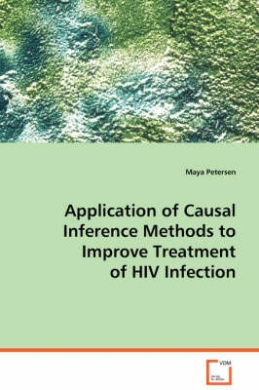 Maya Petersen
Application of Causal
Inference Methods to
Improve Treatment
of HIV Infection
VDM